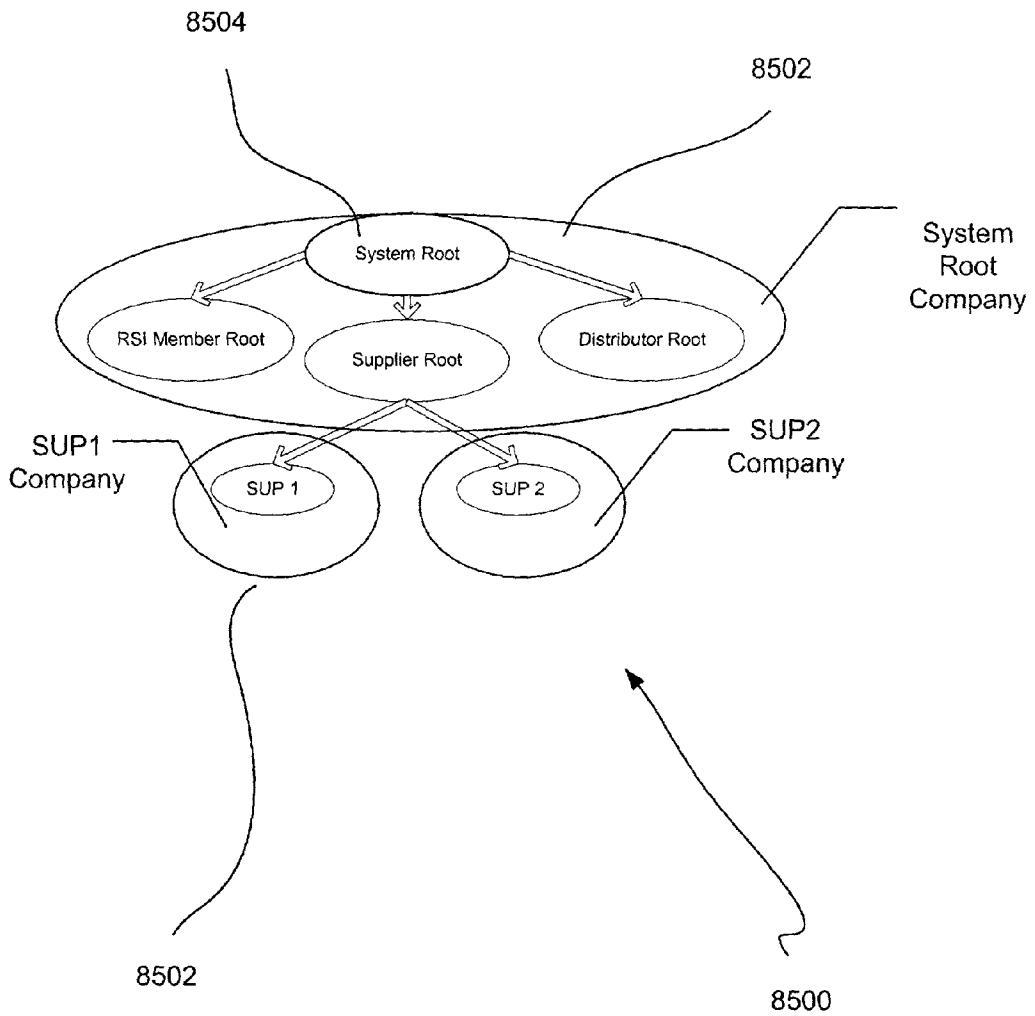 8504
8502
System Root
System
Root
Company
RSI Member Root
Supplier Root
Distributor Root
SUP1
Company
SUP 1
SUP 2
SUP2
Company
8502
8500